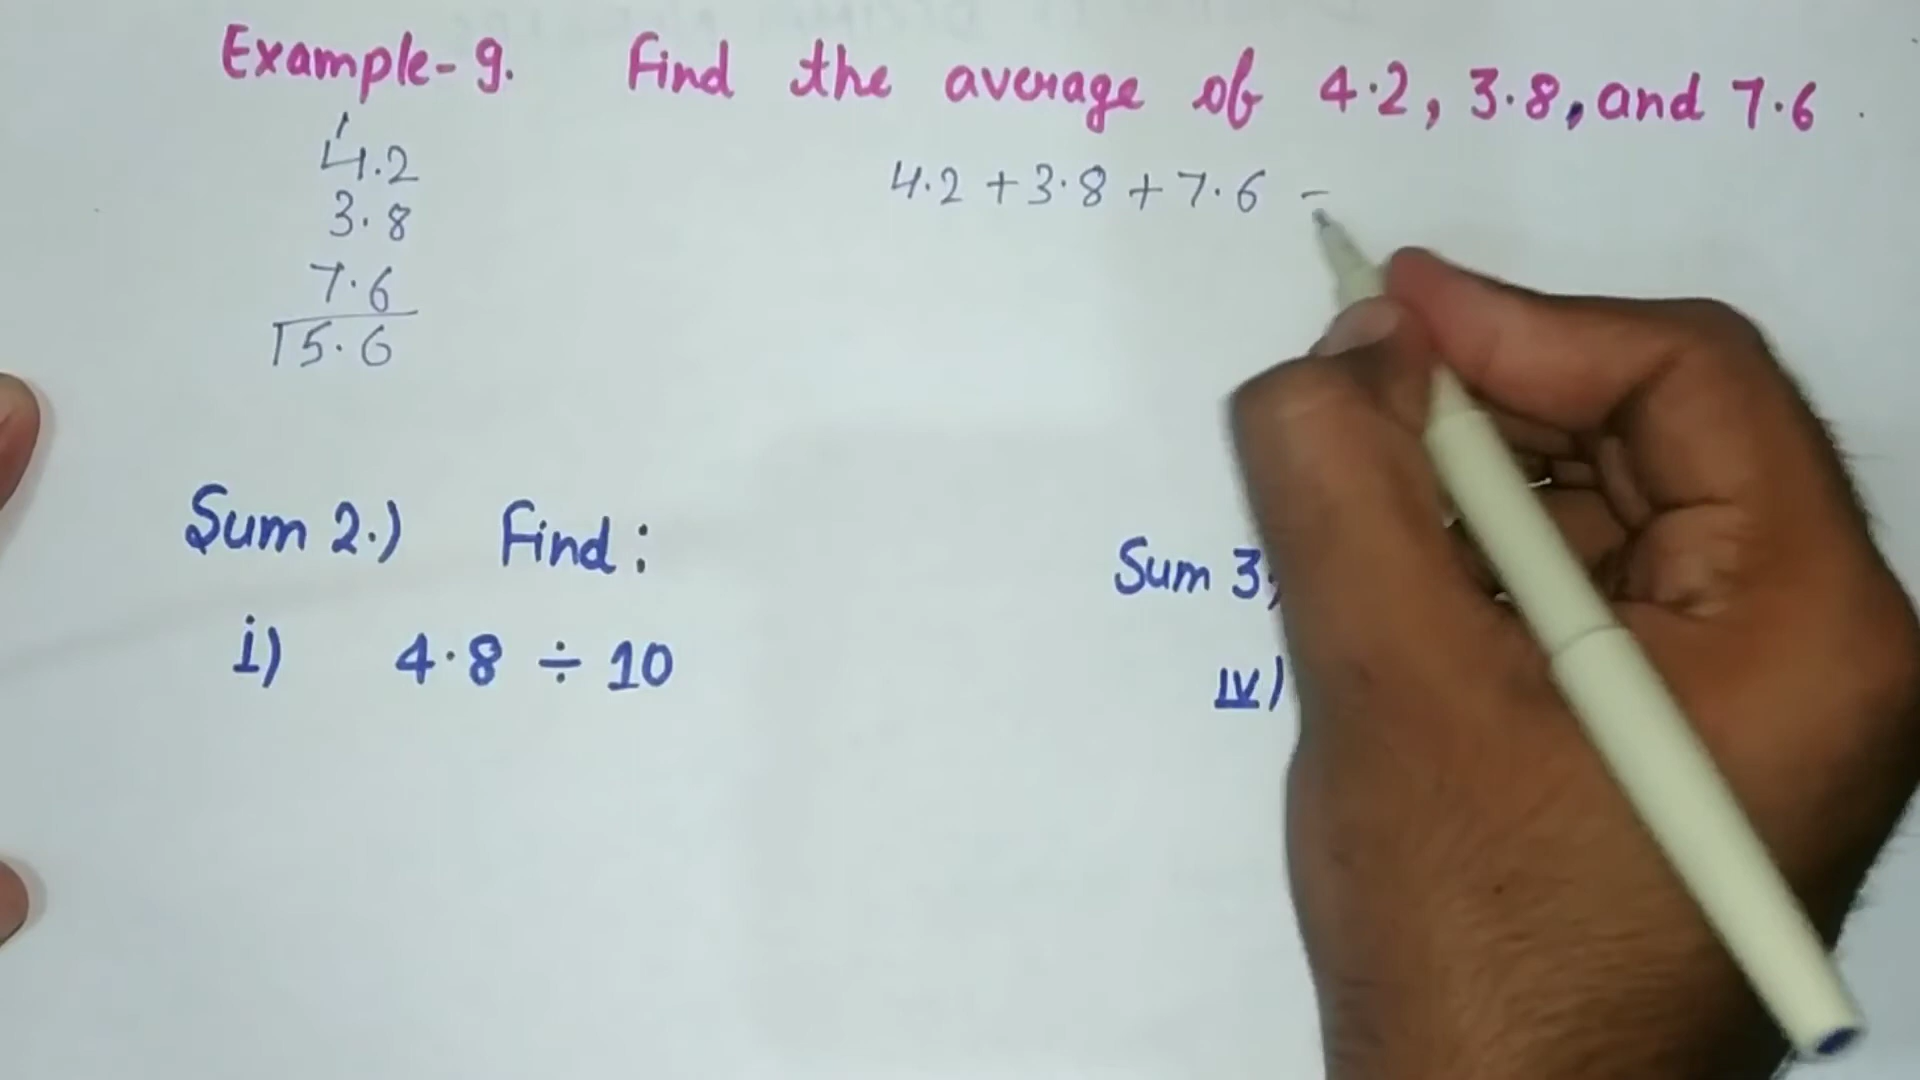 Example-9. Find the average of 4.2, 3.8, and 7.6
1
4.2
3.8
7.6
15.6
4.2 + 3.8 + 7.6 =
Sum 2.) Find:
i) 4.8 ÷ 10
Sum 3.
IV)